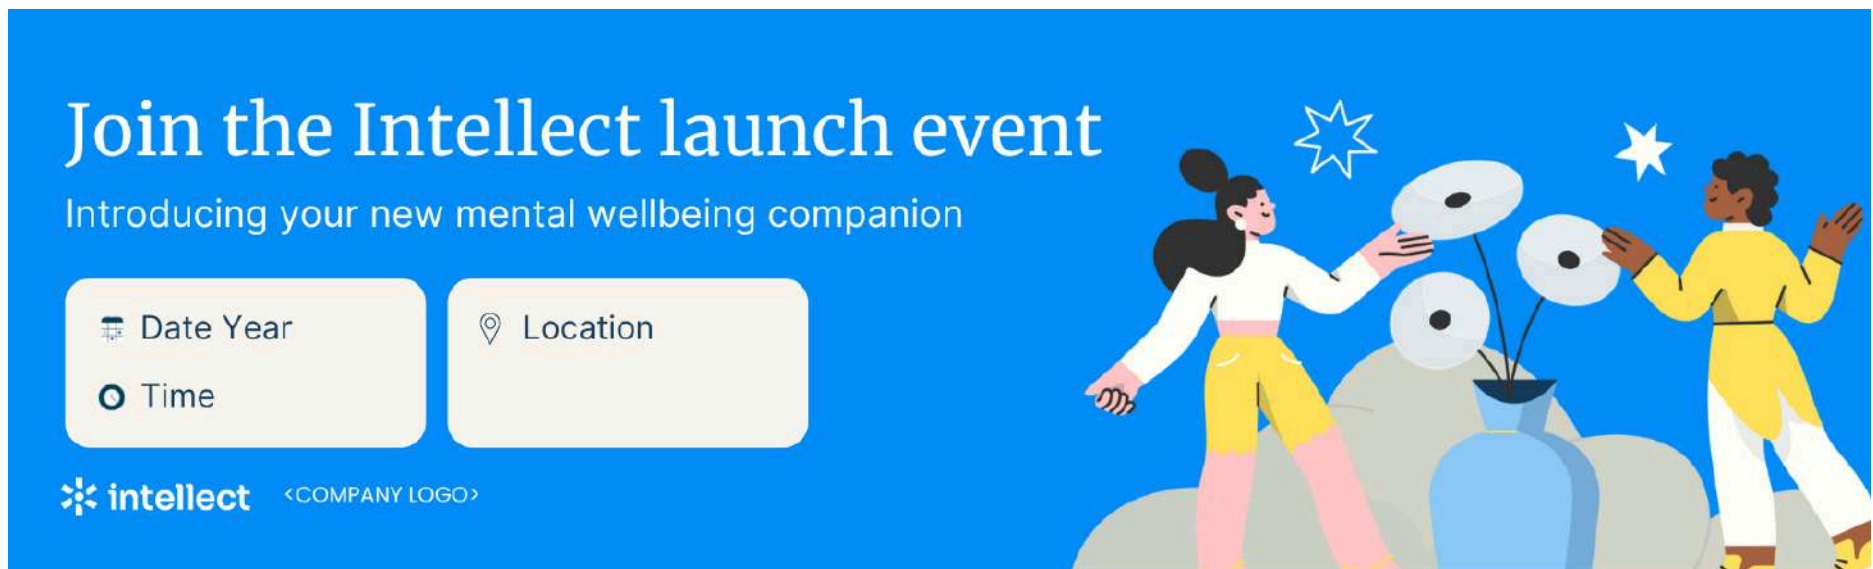 Join the Intellect launch event
Introducing your new mental wellbeing companion
Date Year
Time
Location
intellect
<COMPANY LOGO>